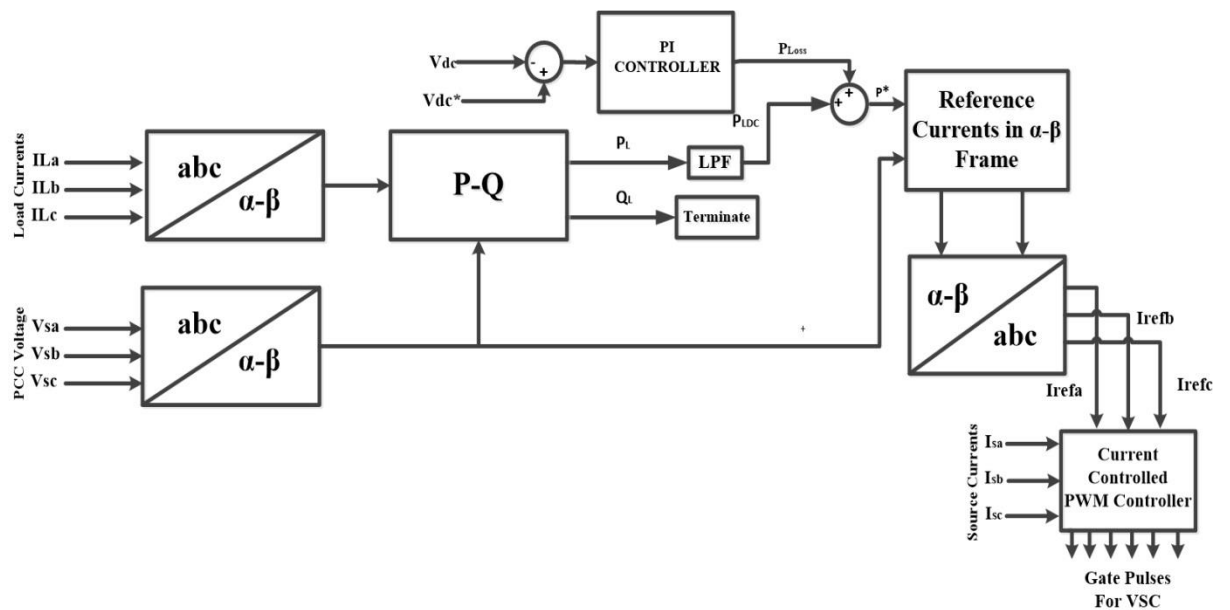 Vdc
Vdc*
-
+
PI
CONTROLLER
PLoss
+
+
P*
PLDC
Reference
Currents in α-β
Frame
Load Currents
ILa
ILb
ILc
abc
α-β
P-Q
PL
LPF
QL
Terminate
PCC Voltage
Vsa
Vsb
Vsc
abc
α-β
+
α-β
abc
Irefb
Irefa
Irefc
Source Currents
Isa
Isb
Isc
Current
Controlled
PWM Controller
Gate Pulses
For VSC